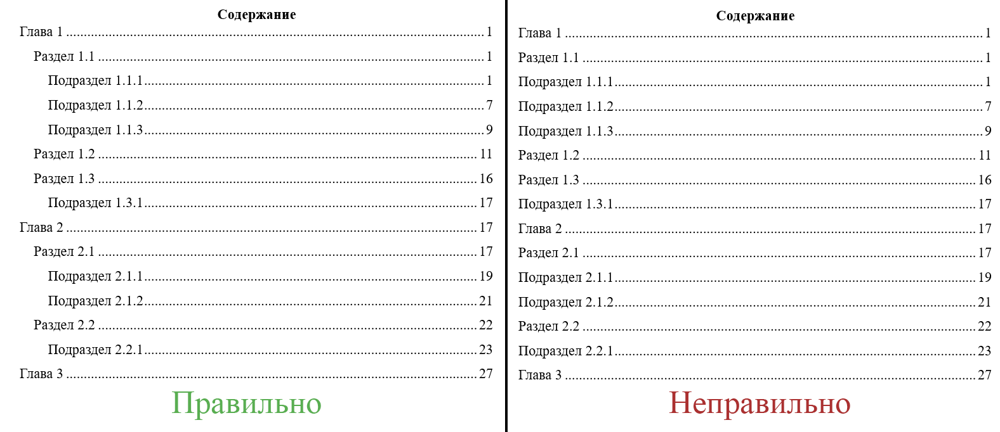 Содержание
Глава 1 ........................................................................................................................ 1
Раздел 1.1 ............................................................................................................... 1
Подраздел 1.1.1.................................................................................................. 1
Подраздел 1.1.2.................................................................................................. 7
Подраздел 1.1.3.................................................................................................. 9
Раздел 1.2 ............................................................................................................. 11
Раздел 1.3 ............................................................................................................. 16
Подраздел 1.3.1................................................................................................ 17
Глава 2 ...................................................................................................................... 17
Раздел 2.1 ............................................................................................................. 17
Подраздел 2.1.1................................................................................................ 19
Подраздел 2.1.2................................................................................................ 21
Раздел 2.2 ............................................................................................................. 22
Подраздел 2.2.1................................................................................................ 23
Глава 3 ...................................................................................................................... 27
Правильно
Содержание
Глава 1 ........................................................................................................................ 1
Раздел 1.1 ................................................................................................................... 1
Подраздел 1.1.1.......................................................................................................... 1
Подраздел 1.1.2.......................................................................................................... 7
Подраздел 1.1.3.......................................................................................................... 9
Раздел 1.2 ................................................................................................................. 11
Раздел 1.3 ................................................................................................................. 16
Подраздел 1.3.1........................................................................................................ 17
Глава 2 ...................................................................................................................... 17
Раздел 2.1 ................................................................................................................. 17
Подраздел 2.1.1........................................................................................................ 19
Подраздел 2.1.2........................................................................................................ 21
Раздел 2.2 ................................................................................................................. 22
Подраздел 2.2.1........................................................................................................ 23
Глава 3 ...................................................................................................................... 27
Неправильно